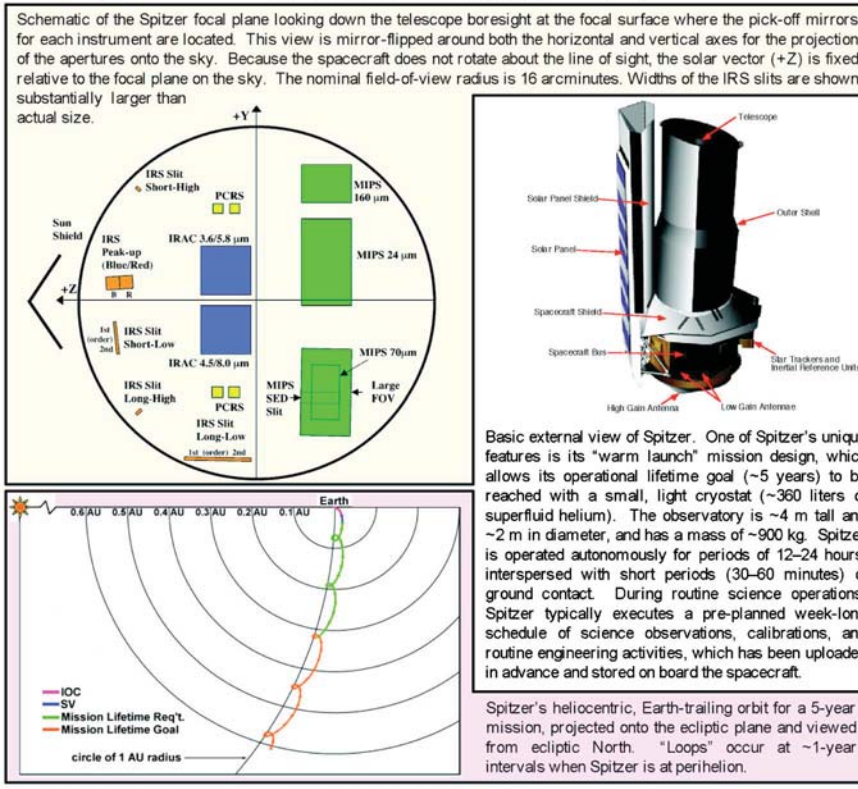 Schematic of the Spitzer focal plane looking down the telescope boresight at the focal surface where the pick-off mirrors
for each instrument are located. This view is mirror-flipped around both the horizontal and vertical axes for the projection
of the apertures onto the sky. Because the spacecraft does not rotate about the line of sight, the solar vector (+Z) is fixed
relative to the focal plane on the sky. The nominal field-of-view radius is 16 arcminutes. Widths of the IRS slits are shown
substantially larger than
actual size.
+Y
IRS Slit
Short-High
PCRS
MIPS
160 µm
Sun
Shield
IRS
Peak-up
(Blue/Red)
IRAC 3.6/5.8 µm
MIPS 24 µm
+Z
B R
1st
(order)
2nd
IRS Slit
Short-Low
IRAC 4.5/8.0 µm
MIPS 70µm
IRS Slit
Long-High
PCRS
MIPS
SED
Slit
Large
FOV
IRS Slit
Long-Low
1st (order) 2nd
Telescope
Solar Panel Shield
Outer Shell
Solar Panel
Spacecraft Shield
Spacecraft Bus
Star Trackers and
Inertial Reference Units
High Gain Antenna
Low Gain Antennae
Basic external view of Spitzer. One of Spitzer's uniqu
features is its "warm launch" mission design, whic
allows its operational lifetime goal (~5 years) to b
reached with a small, light cryostat (~360 liters o
superfluid helium). The observatory is ~4 m tall an
~2 m in diameter, and has a mass of ~900 kg. Spitze
is operated autonomously for periods of 12–24 hours
interspersed with short periods (30–60 minutes) o
ground contact. During routine science operations
Spitzer typically executes a pre-planned week-lon
schedule of science observations, calibrations, an
routine engineering activities, which has been uploade
in advance and stored on board the spacecraft.
Earth
0.6 AU 0.5 AU 0.4 AU 0.3 AU 0.2 AU 0.1 AU
IOC
SV
Mission Lifetime Req't.
Mission Lifetime Goal
circle of 1 AU radius
Spitzer's heliocentric, Earth-trailing orbit for a 5-year
mission, projected onto the ecliptic plane and viewed
from ecliptic North. "Loops" occur at ~1-year
intervals when Spitzer is at perihelion.